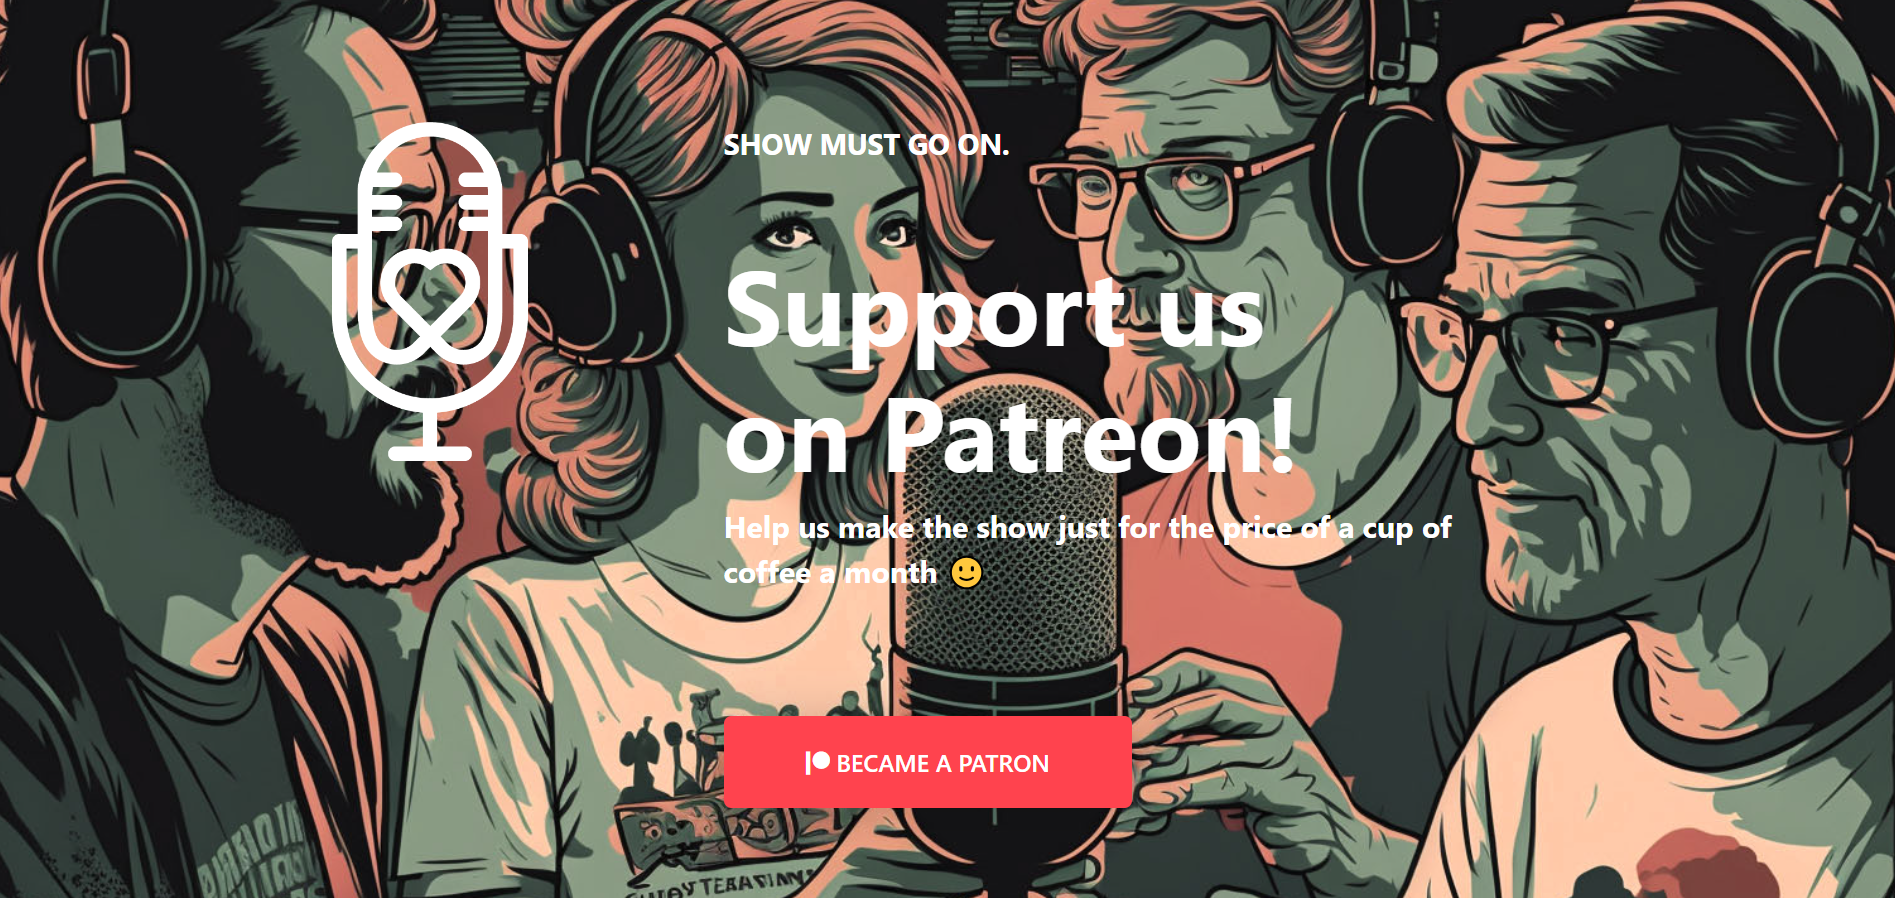 SHOW MUST GO ON.
Support us
on Patreon!
Help us make the show just for the price of a cup of
coffee a month 🙂
BECAME A PATRON